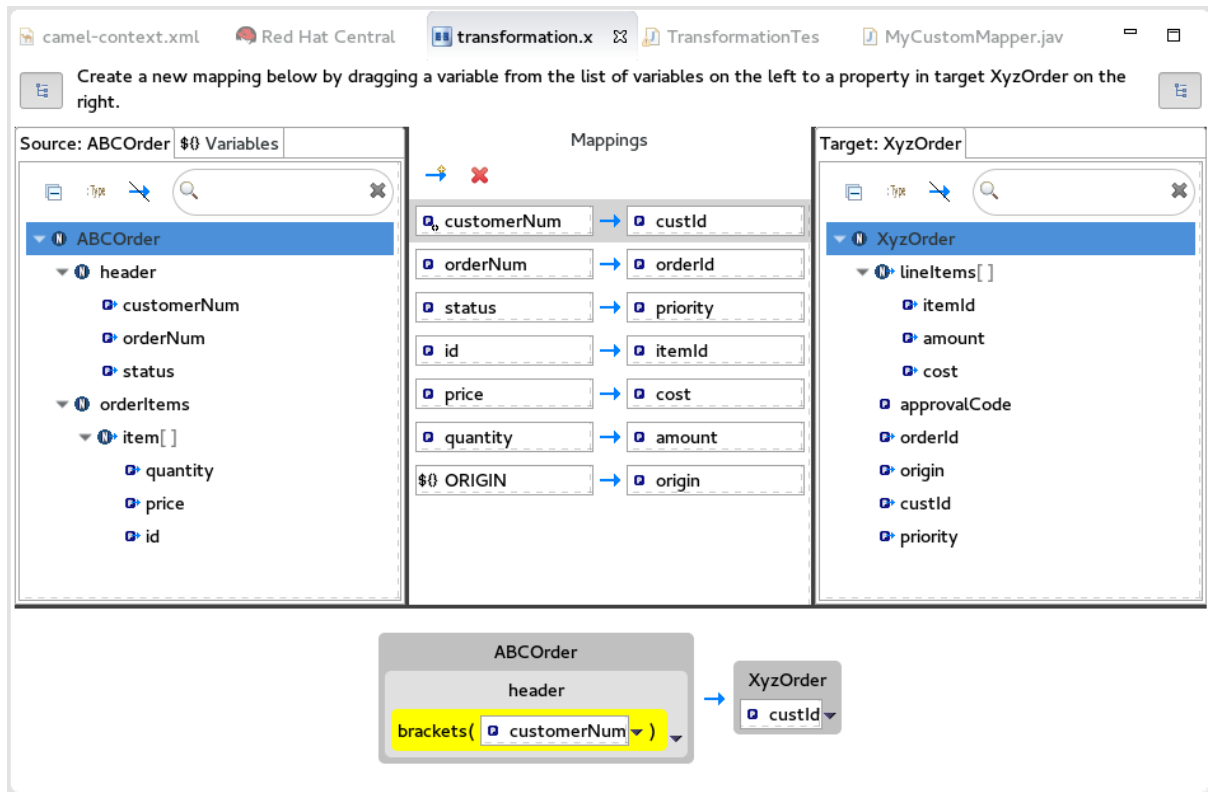 camel-context.xml Red Hat Central transformation.x TransformationTes MyCustomMapper.jav
Create a new mapping below by dragging a variable from the list of variables on the left to a property in target XyzOrder on the
right.
Source: ABCOrder ${} Variables
Mappings
Target: XyzOrder
:Type
:Type
ABCOrder
header
customerNum
orderNum
status
orderItems
item[ ]
quantity
price
id
customerNum custId
orderNum orderId
status priority
id itemId
price cost
quantity amount
${} ORIGIN origin
XyzOrder
lineItems[ ]
itemId
amount
cost
approvalCode
orderId
origin
custId
priority
ABCOrder
header
brackets( customerNum )
XyzOrder
custId